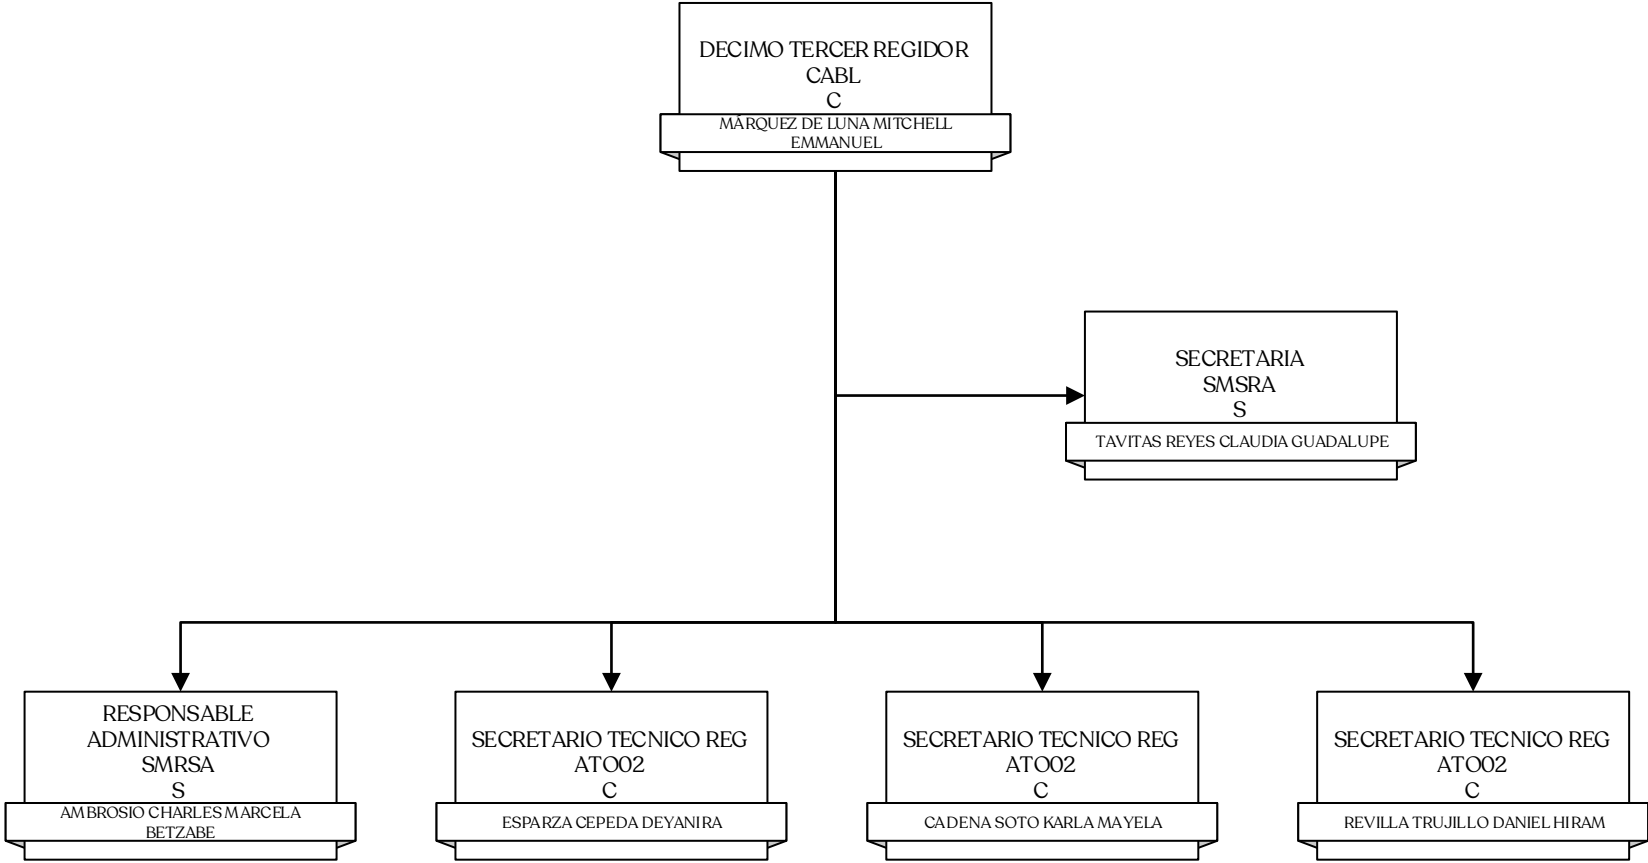 DECIMO TERCER REGIDOR
CABL
C
MÁRQUEZ DE LUNA MITCHELL
EMMANUEL
SECRETARIA
SMSRA
S
TAVITAS REYES CLAUDIA GUADALUPE
RESPONSABLE
ADMINISTRATIVO
SMRSA
S
AMBROSIO CHARLES MARCELA
BETZABE
SECRETARIO TECNICO REG
ATO02
C
ESPARZA CEPEDA DEYANIRA
SECRETARIO TECNICO REG
ATO02
C
CADENA SOTO KARLA MAYELA
SECRETARIO TECNICO REG
ATO02
C
REVILLA TRUJILLO DANIEL HIRAM